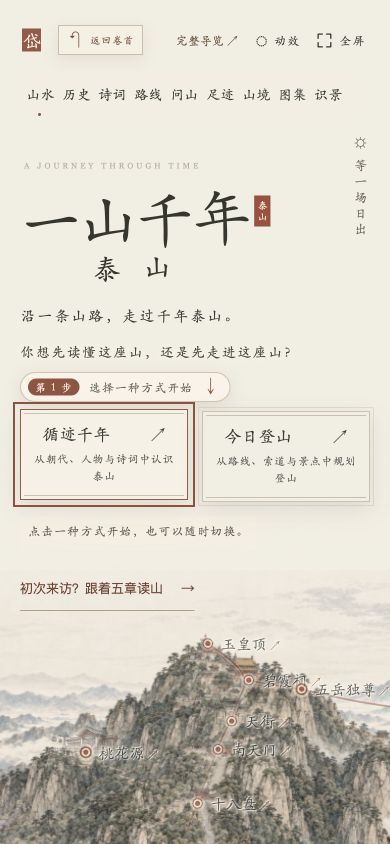 岱
返回卷首
完整导览↗
动效
全屏
山水 历史 诗词 路线 问山 足迹 山境 图集 识景
等一场日出
A JOURNEY THROUGH TIME
一山千年
泰山
泰 山
沿一条山路，走过千年泰山。
你想先读懂这座山，还是先走进这座山?
第 1 步 选择一种方式开始 ↓
循迹千年 ↗
从朝代、人物与诗词中认识
泰山
今日登山 ↗
从路线、索道与景点中规划
登山
点击一种方式开始，也可以随时切换。
初次来访？跟着五章读山 →
玉皇顶↗
碧霞祠↗
五岳独尊↗
天街↗
桃花源↗
南天门↗
十八盘↗